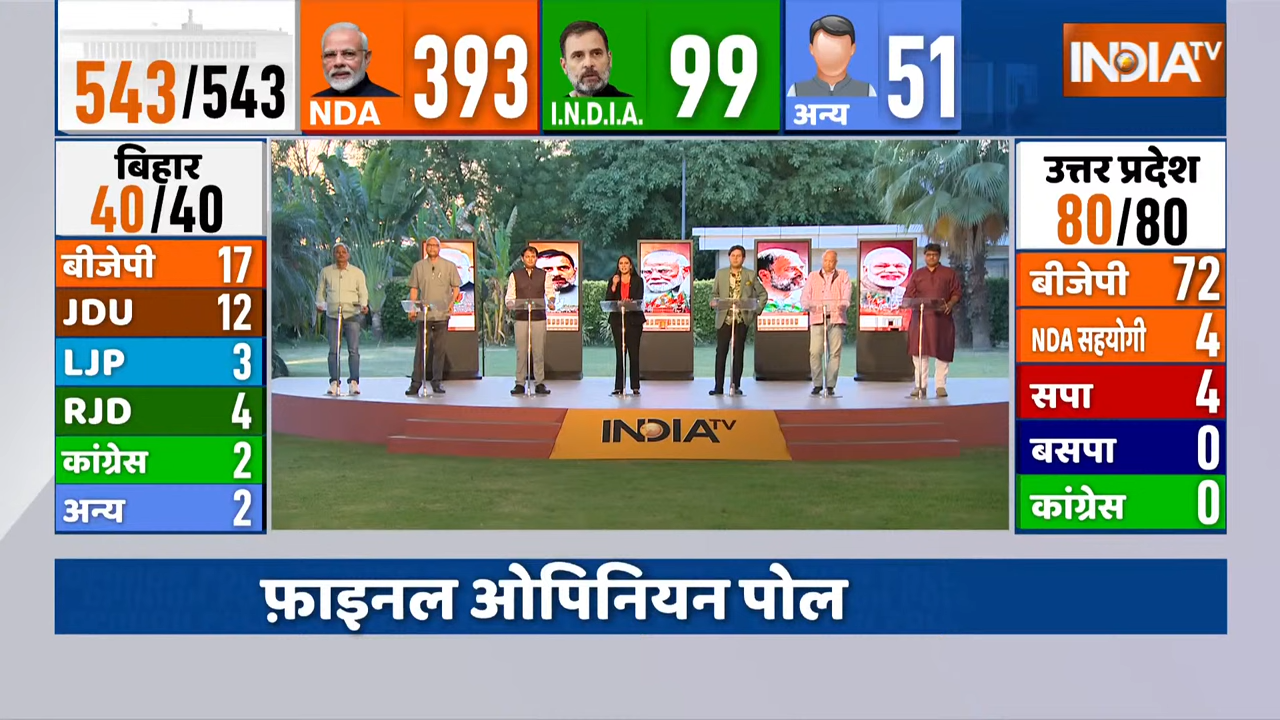 543/543
NDA
393
I.N.D.I.A.
99
अन्य
51
INDIA TV
बिहार
40/40
बीजेपी 17
JDU 12
LJP 3
RJD 4
कांग्रेस 2
अन्य 2
INDIA TV
उत्तर प्रदेश
80/80
बीजेपी 72
NDA सहयोगी 4
सपा 4
बसपा 0
कांग्रेस 0
फ़ाइनल ओपिनियन पोल